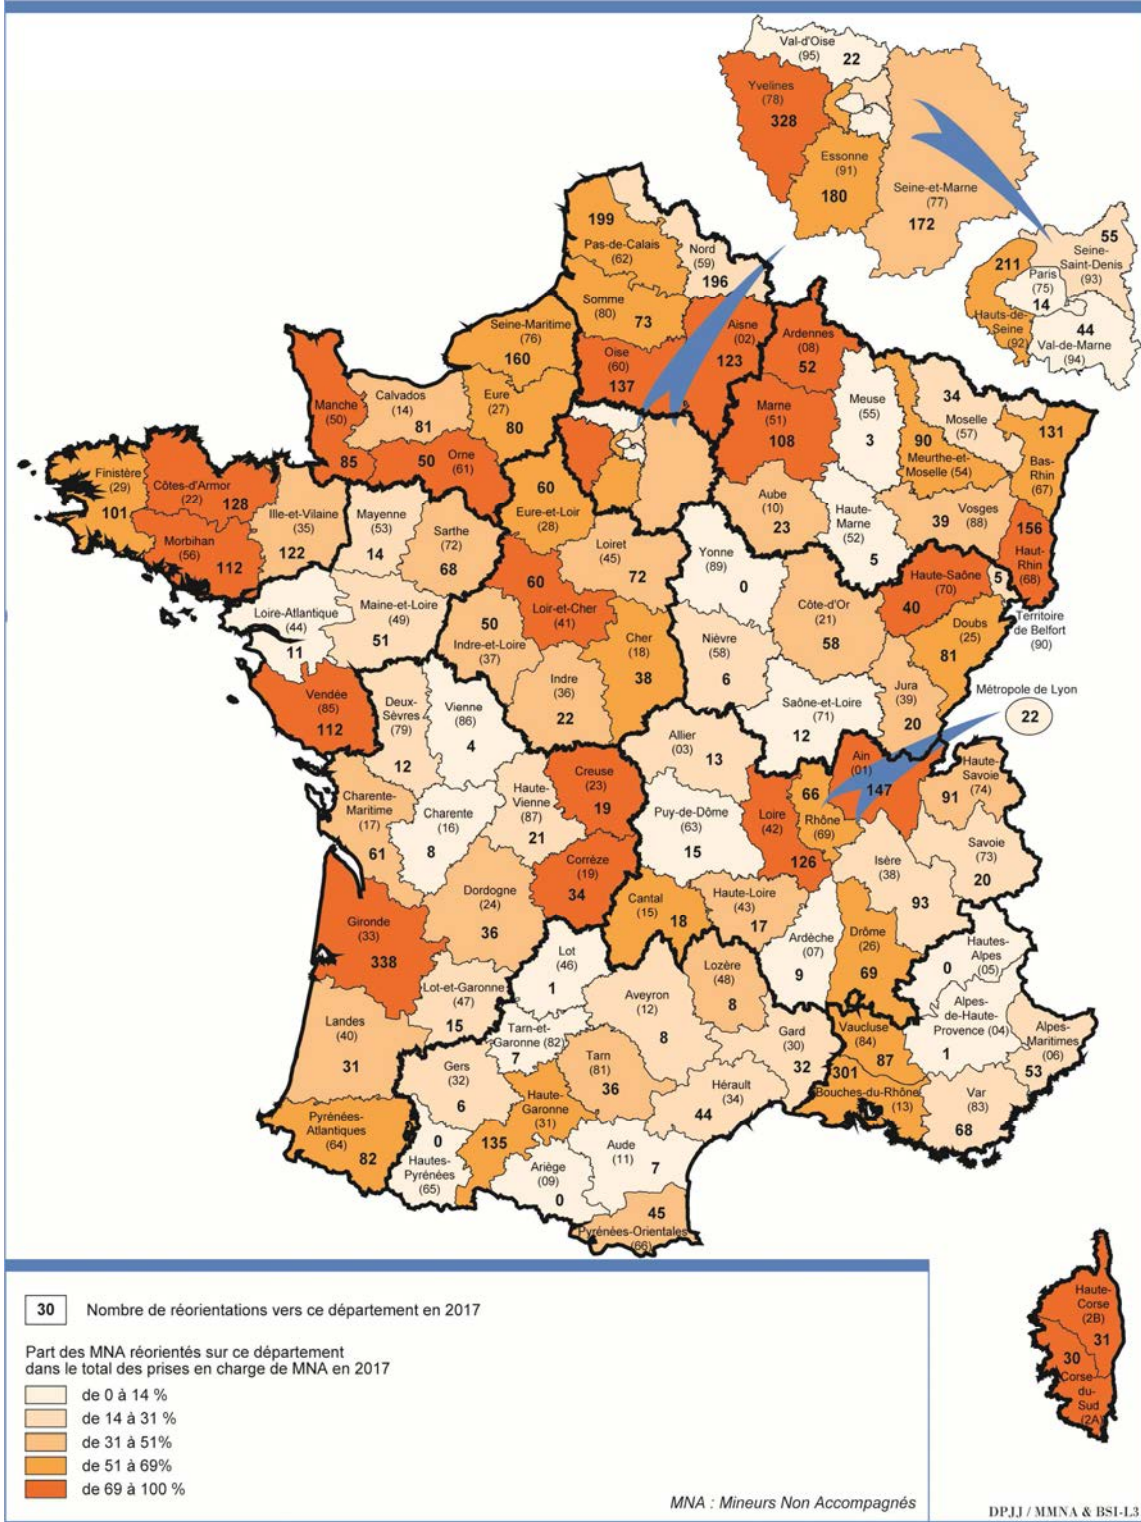 Val-d'Oise
(95)
22
Yvelines
(78)
328
Essonne
(91)
180
Seine-et-Marne
(77)
172
55
Seine-
Saint-Denis
(93)
211
Paris
(75)
14
Hauts-de-
Seine
(92)
44
Val-de-Marne
(94)
199
Pas-de-Calais
(62)
Nord
(59)
196
Somme
(80)
73
Aisne
(02)
123
Ardennes
(08)
52
Seine-Maritime
(76)
160
Oise
(60)
137
Manche
(50)
85
Calvados
(14)
81
Eure
(27)
80
Marne
(51)
108
Meuse
(55)
3
34
Moselle
(57)
90
Meurthe-et-
Moselle (54)
131
Bas-
Rhin
(67)
50
Orne
(61)
Finistère
(29)
101
Côtes-d'Armor
(22)
128
Ille-et-Vilaine
(35)
122
Morbihan
(56)
112
Mayenne
(53)
14
Sarthe
(72)
68
60
Eure-et-Loir
(28)
Aube
(10)
23
Haute-
Marne
(52)
5
39
Vosges
(88)
156
Haut-
Rhin
(68)
Loiret
(45)
72
Yonne
(89)
0
Haute-Saône
(70)
40
5
Territoire
de Belfort
(90)
Loire-Atlantique
(44)
11
Maine-et-Loire
(49)
51
60
Loir-et-Cher
(41)
50
Indre-et-Loire
(37)
Cher
(18)
38
Nièvre
(58)
6
Côte-d'Or
(21)
58
Doubs
(25)
81
Vendée
(85)
112
Deux-
Sèvres
(79)
12
Vienne
(86)
4
Indre
(36)
22
Saône-et-Loire
(71)
12
Jura
(39)
20
Métropole de Lyon
22
Allier
(03)
13
Creuse
(23)
19
Ain
(01)
147
Haute-
Savoie
(74)
91
Charente-
Maritime
(17)
61
Charente
(16)
8
Haute-
Vienne
(87)
21
Puy-de-Dôme
(63)
15
Loire
(42)
126
66
Rhône
(69)
Savoie
(73)
20
Isère
(38)
93
Corrèze
(19)
34
Dordogne
(24)
36
Cantal
(15)
18
Haute-Loire
(43)
17
Gironde
(33)
338
Ardèche
(07)
9
Drôme
(26)
69
Hautes-
Alpes
(05)
0
Lot
(46)
1
Lot-et-Garonne
(47)
15
Lozère
(48)
8
Aveyron
(12)
8
Landes
(40)
31
Tarn-et-
Garonne (82)
7
Gard
(30)
32
Vaucluse
(84)
87
Alpes-
de-Haute-
Provence (04)
1
Alpes-
Maritimes
(06)
53
Gers
(32)
6
Tarn
(81)
36
Hérault
(34)
44
301
Bouches-du-Rhône
(13)
Var
(83)
68
Haute-
Garonne
(31)
135
Pyrénées-
Atlantiques
(64)
82
0
Hautes-
Pyrénées
(65)
Ariège
(09)
0
Aude
(11)
7
45
Pyrénées-Orientales
(66)
Haute-
Corse
(2B)
31
30
Corse-
du-
Sud
(2A)
30
Nombre de réorientations vers ce département en 2017
Part des MNA réorientés sur ce département
dans le total des prises en charge de MNA en 2017
de 0 à 14 %
de 14 à 31 %
de 31 à 51%
de 51 à 69%
de 69 à 100 %
MNA : Mineurs Non Accompagnés
DPJJ / MMNA & BSI-L3